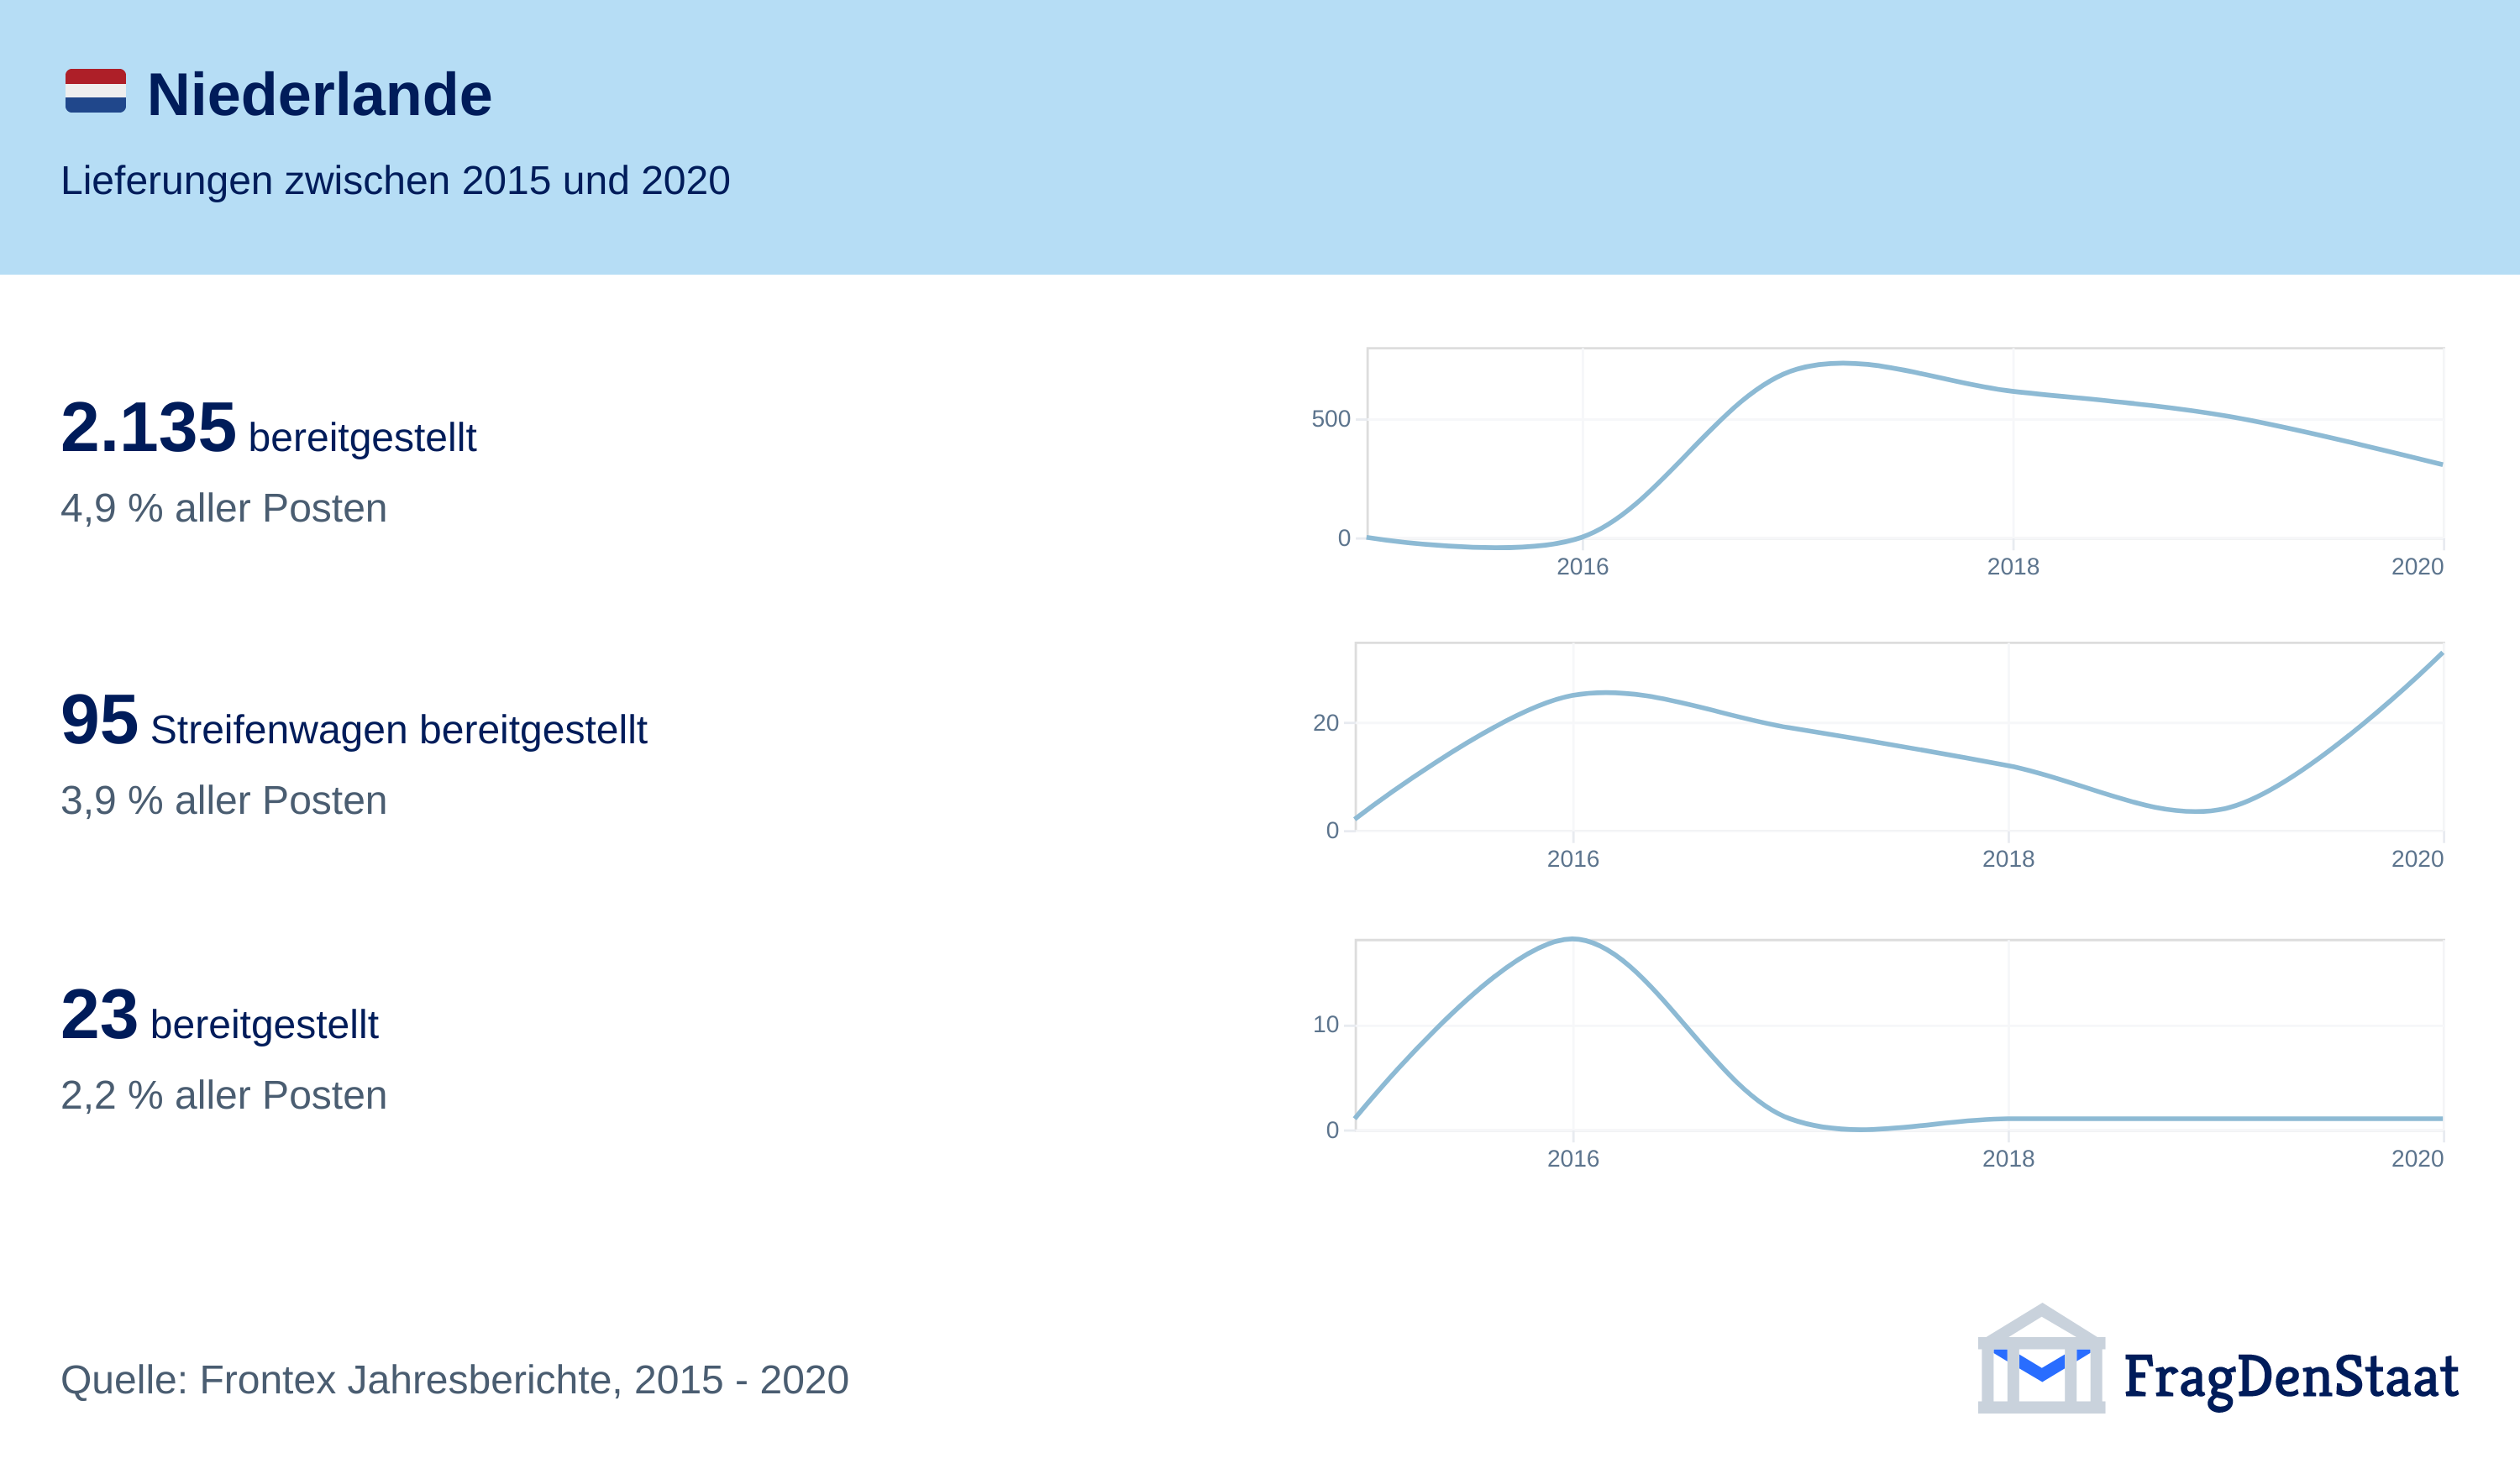 Niederlande
Lieferungen zwischen 2015 und 2020
2.135 bereitgestellt
4,9 % aller Posten
500
0
2016 2018 2020
95 Streifenwagen bereitgestellt
3,9 % aller Posten
20
0
2016 2018 2020
23 bereitgestellt
2,2 % aller Posten
10
0
2016 2018 2020
Quelle: Frontex Jahresberichte, 2015 - 2020
FragDenStaat